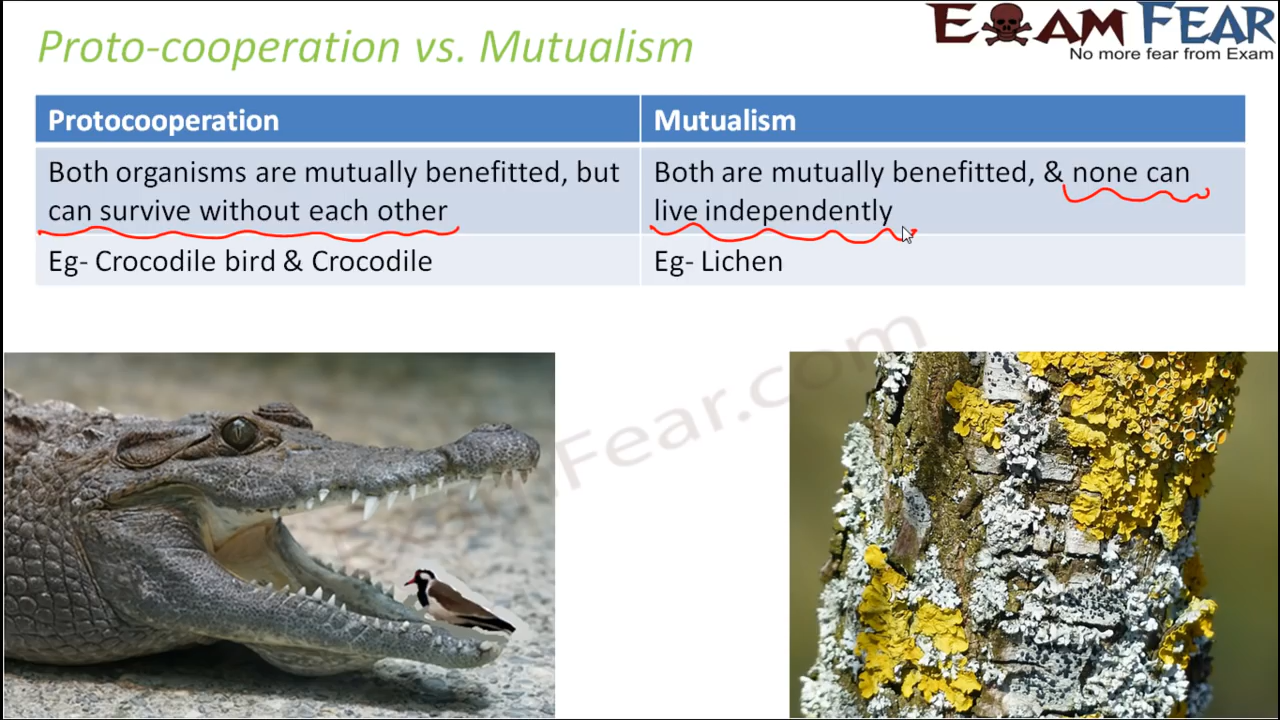 Proto-cooperation vs. Mutualism
EXAM FEAR
No more fear from Exam
Protocooperation
Mutualism
Both organisms are mutually benefitted, but
can survive without each other
Both are mutually benefitted, & none can
live independently
Eg- Crocodile bird & Crocodile
Eg- Lichen
Fear.com